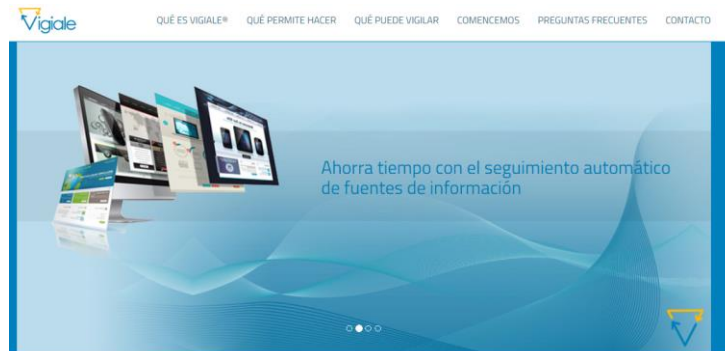 Vigiale
QUÉ ES VIGIALE®
QUÉ PERMITE HACER
QUÉ PUEDE VIGILAR
COMENCEMOS
PREGUNTAS FRECUENTES
CONTACTO
Ahorra tiempo con el seguimiento automático
de fuentes de información